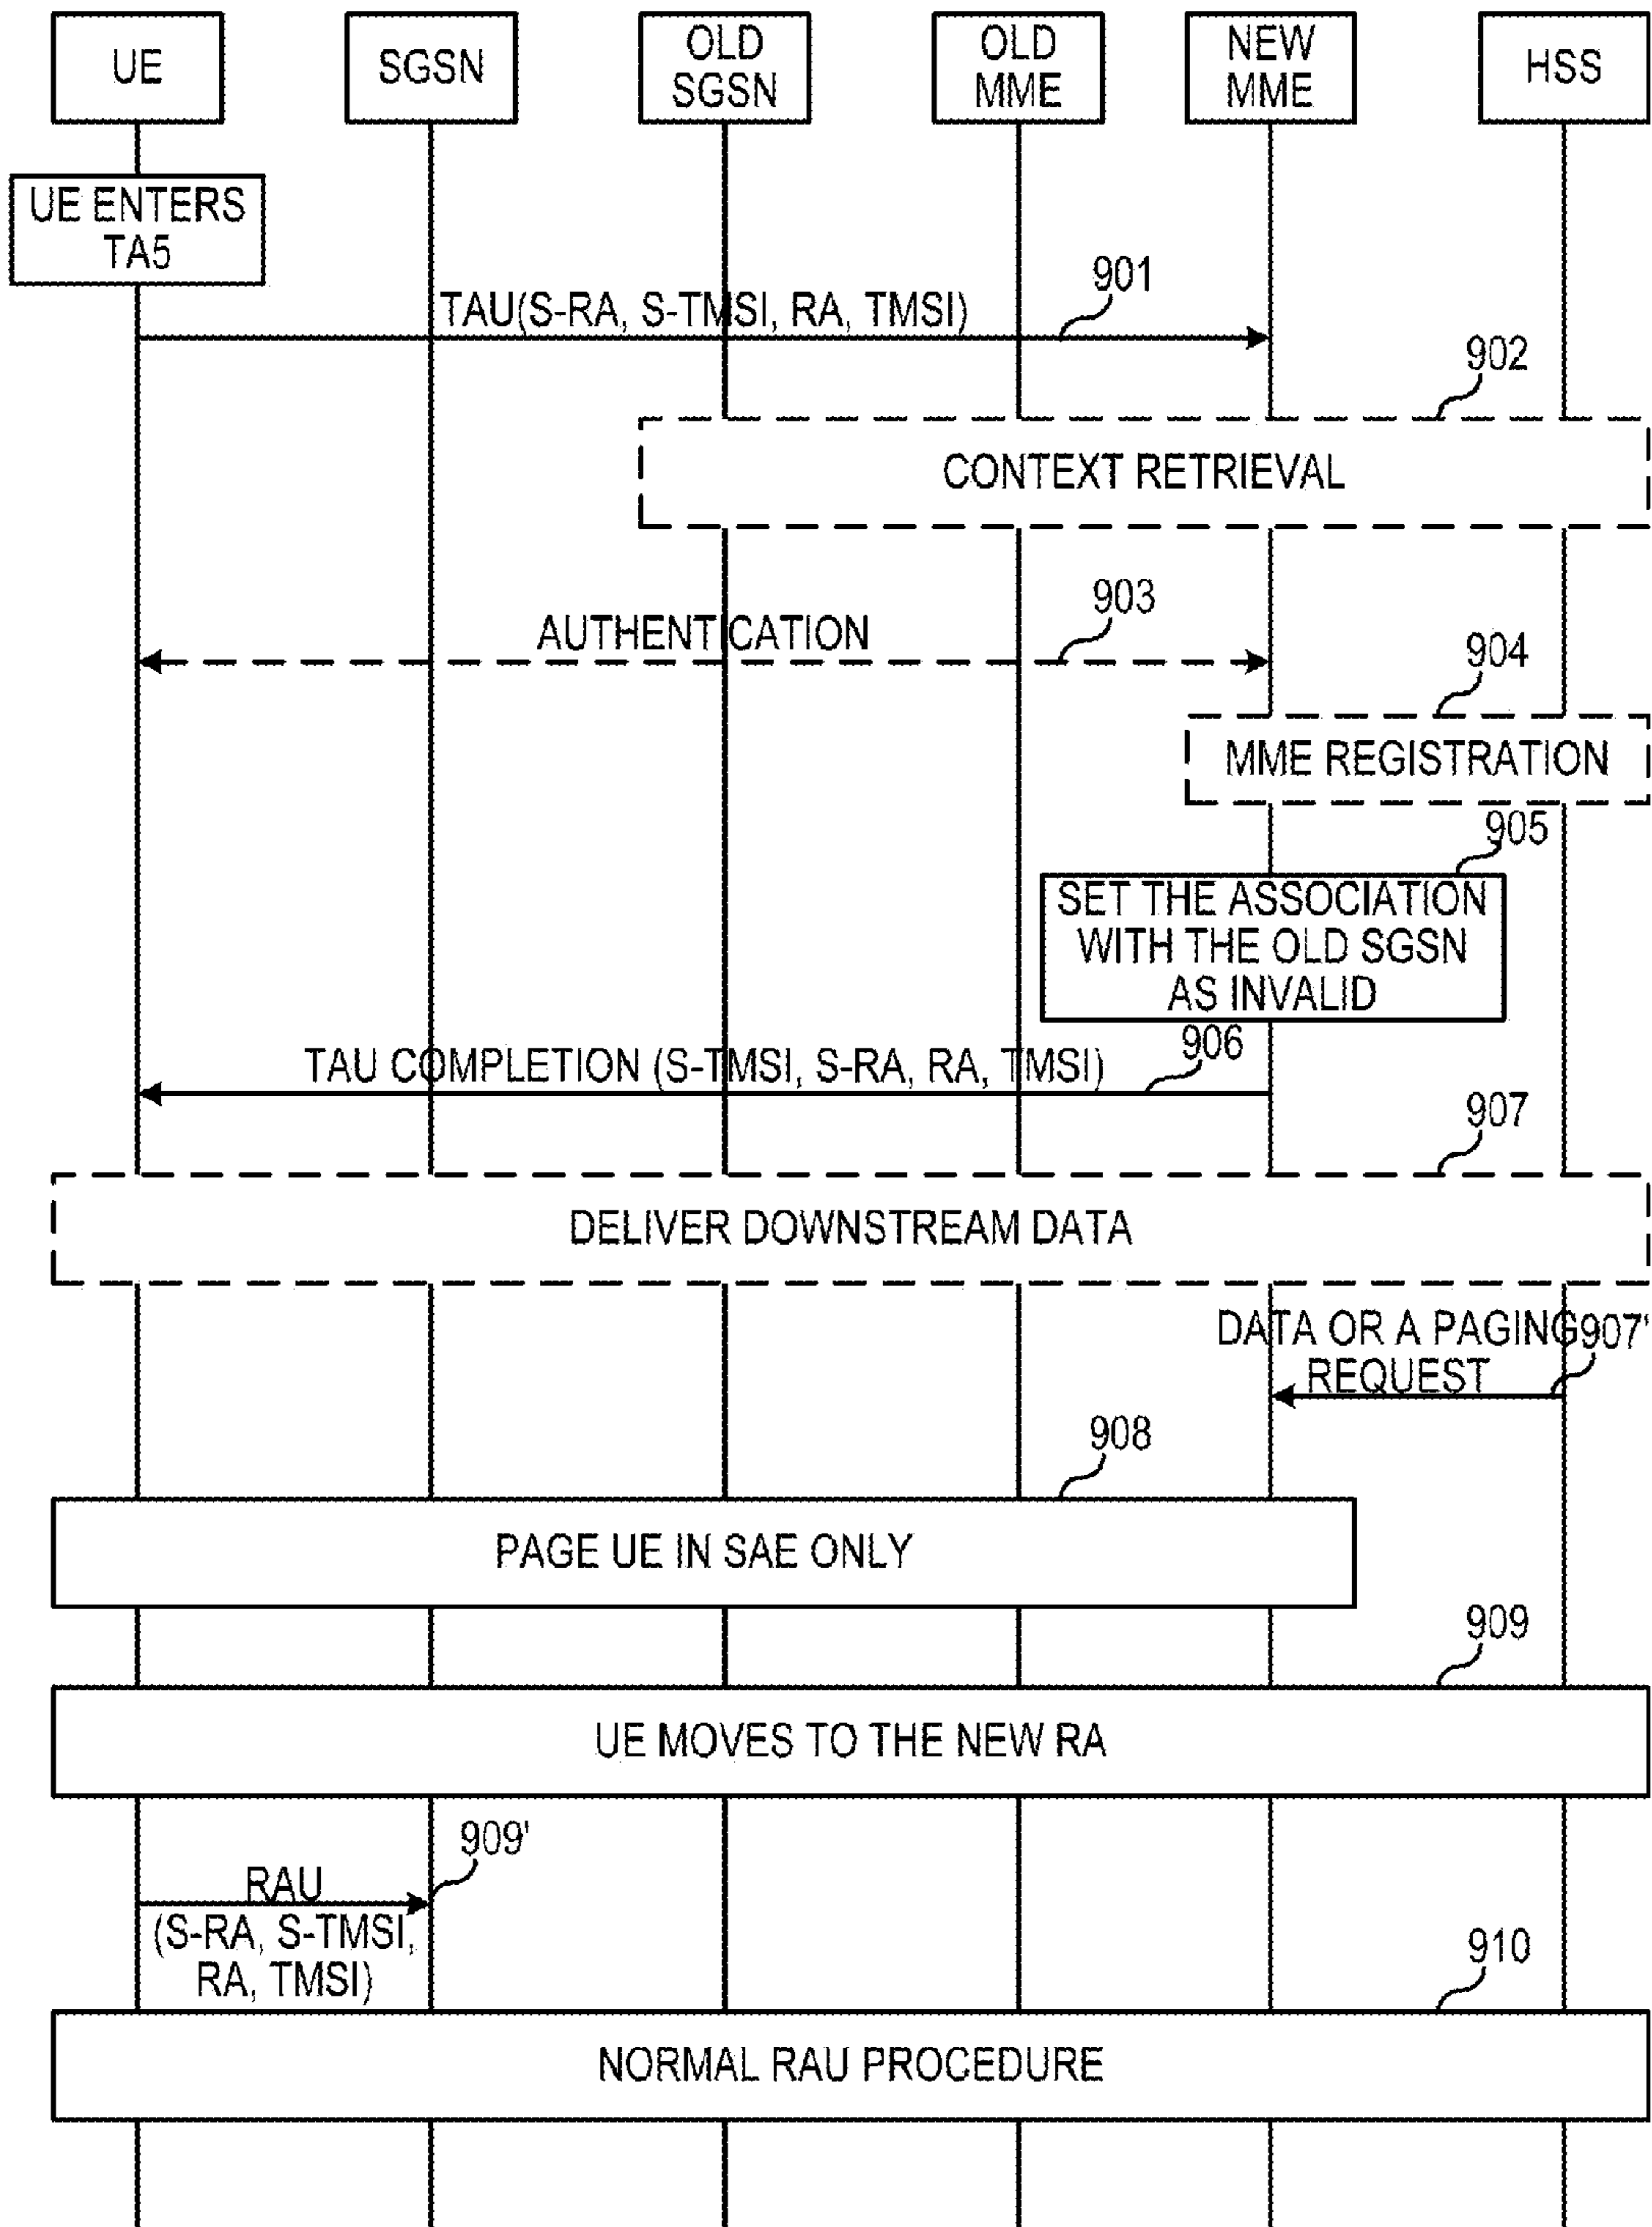 UE
SGSN
OLD
SGSN
OLD
MME
NEW
MME
HSS
UE ENTERS
TA5
901
TAU(S-RA, S-TMSI, RA, TMSI)
902
CONTEXT RETRIEVAL
903
AUTHENTICATION
904
MME REGISTRATION
905
SET THE ASSOCIATION
WITH THE OLD SGSN
AS INVALID
906
TAU COMPLETION (S-TMSI, S-RA, RA, TMSI)
907
DELIVER DOWNSTREAM DATA
DATA OR A PAGING
REQUEST
907'
908
PAGE UE IN SAE ONLY
909
UE MOVES TO THE NEW RA
909'
RAU
(S-RA, S-TMSI,
RA, TMSI)
910
NORMAL RAU PROCEDURE